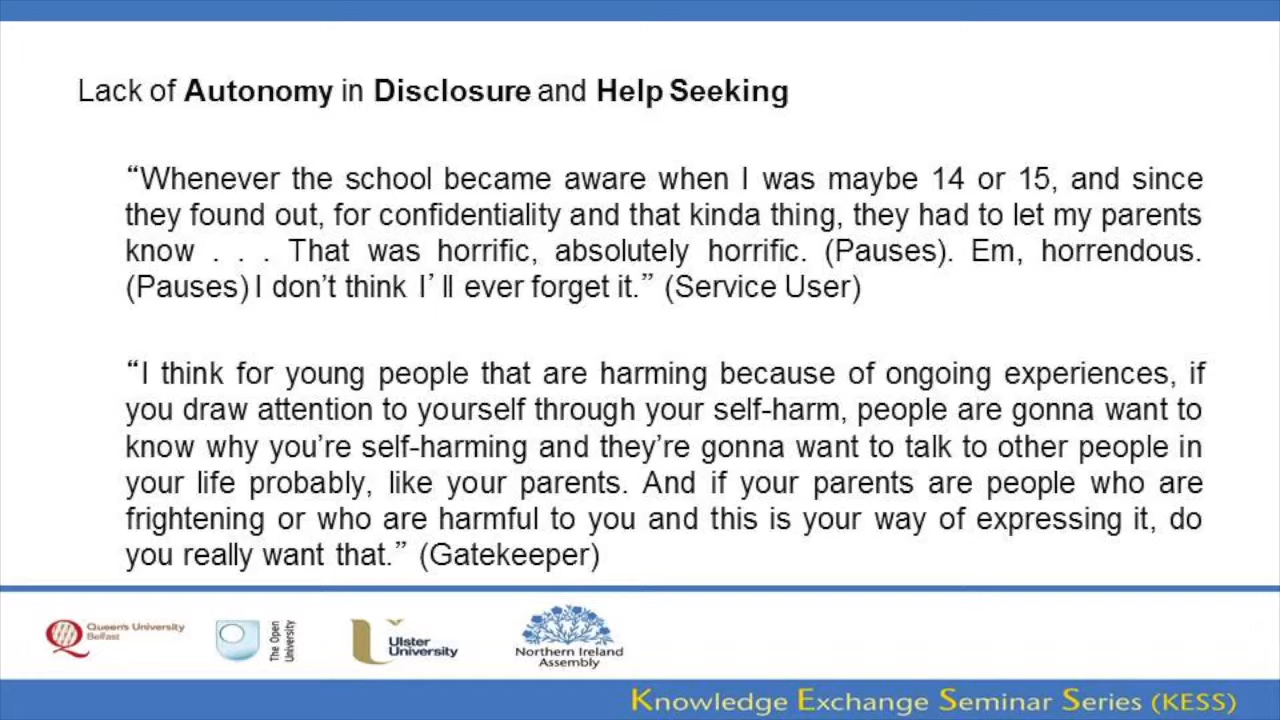 Lack of Autonomy in Disclosure and Help Seeking
“Whenever the school became aware when I was maybe 14 or 15, and since
they found out, for confidentiality and that kinda thing, they had to let my parents
know . . . That was horrific, absolutely horrific. (Pauses). Em, horrendous.
(Pauses) I don’t think I’ll ever forget it.” (Service User)
“I think for young people that are harming because of ongoing experiences, if
you draw attention to yourself through your self-harm, people are gonna want to
know why you’re self-harming and they’re gonna want to talk to other people in
your life probably, like your parents. And if your parents are people who are
frightening or who are harmful to you and this is your way of expressing it, do
you really want that.” (Gatekeeper)
Queen's University
Belfast
The Open
University
Ulster
University
Northern Ireland
Assembly
Knowledge Exchange Seminar Series (KESS)